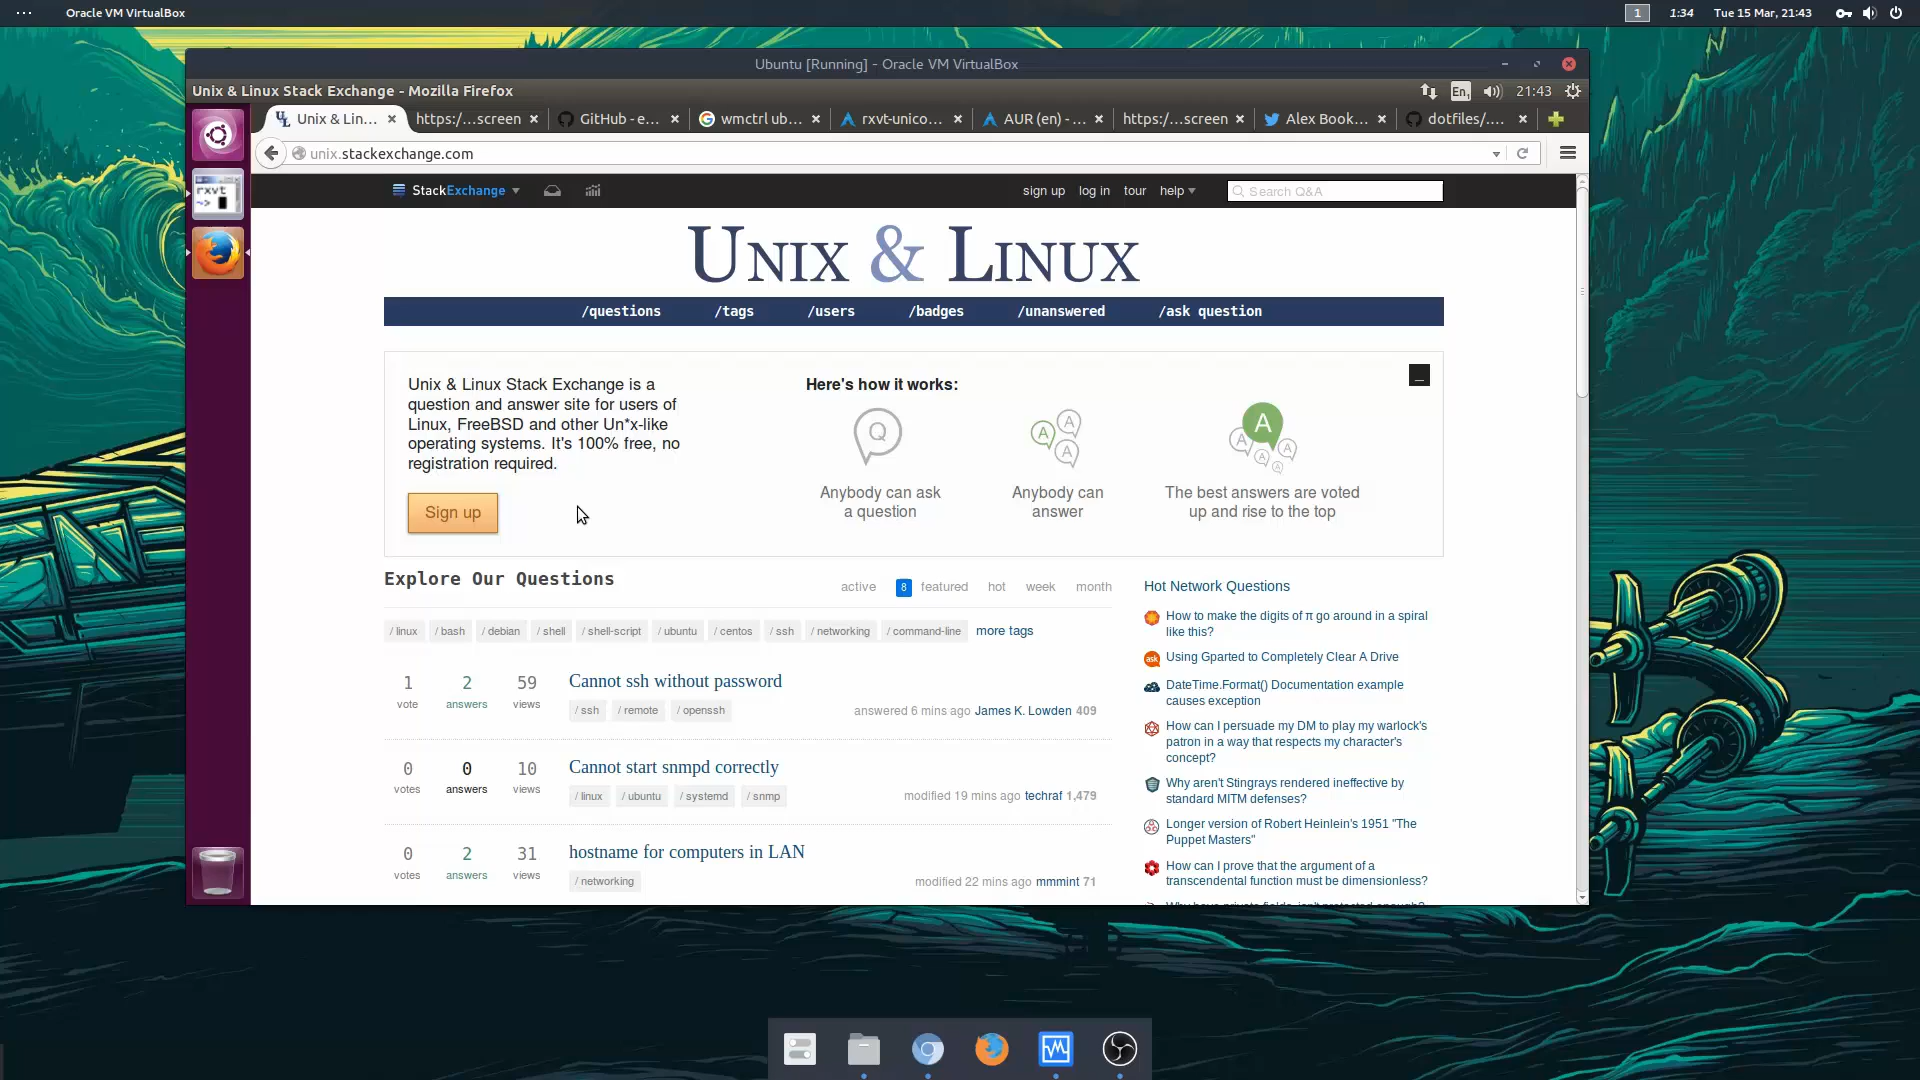 Oracle VM VirtualBox
1
1:34
Tue 15 Mar, 21:43
Ubuntu [Running] - Oracle VM VirtualBox
Unix & Linux Stack Exchange - Mozilla Firefox
En1
21:43
Unix & Lin...
https:/...screen
GitHub - e...
wmctrl ub...
rxvt-unico...
AUR (en) - ...
https:/...screen
Alex Book...
dotfiles/....
rxvt
~>
unix.stackexchange.com
StackExchange
sign up
log in
tour
help
Search Q&A
Unix & Linux
/questions
/tags
/users
/badges
/unanswered
/ask question
Unix & Linux Stack Exchange is a
question and answer site for users of
Linux, FreeBSD and other Un*x-like
operating systems. It's 100% free, no
registration required.
Sign up
Here's how it works:
Q
A
A
A
A
A
A
A
A
Anybody can ask
a question
Anybody can
answer
The best answers are voted
up and rise to the top
Explore Our Questions
active
8 featured
hot
week
month
/ linux
/ bash
/ debian
/ shell
/ shell-script
/ ubuntu
/ centos
/ ssh
/ networking
/ command-line
more tags
1 vote
2 answers
59 views
Cannot ssh without password
/ ssh
/ remote
/ openssh
answered 6 mins ago James K. Lowden 409
0 votes
0 answers
10 views
Cannot start snmpd correctly
/ linux
/ ubuntu
/ systemd
/ snmp
modified 19 mins ago techraf 1,479
0 votes
2 answers
31 views
hostname for computers in LAN
/ networking
modified 22 mins ago mmmint 71
Hot Network Questions
How to make the digits of π go around in a spiral
like this?
ask
Using Gparted to Completely Clear A Drive
DateTime.Format() Documentation example
causes exception
How can I persuade my DM to play my warlock's
patron in a way that respects my character's
concept?
Why aren't Stingrays rendered ineffective by
standard MITM defenses?
Longer version of Robert Heinlein's 1951 "The
Puppet Masters"
How can I prove that the argument of a
transcendental function must be dimensionless?